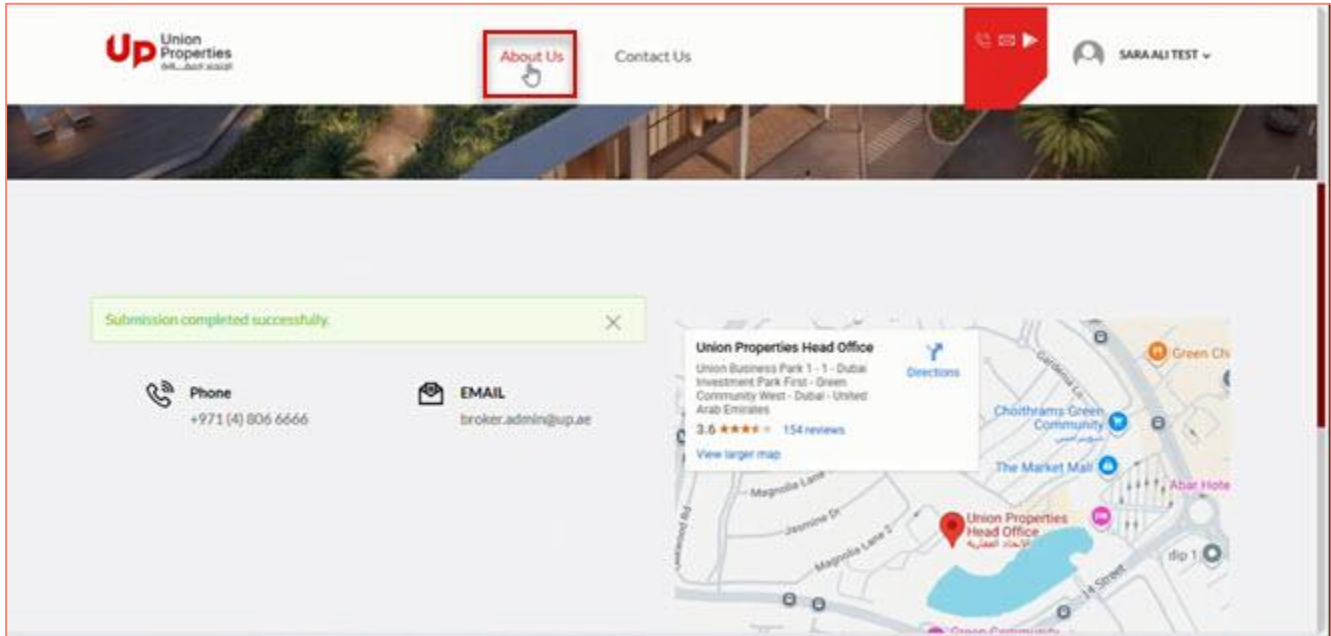 Up
Union
Properties
About Us
Contact Us
SARA ALI TEST
Submission completed successfully.
Phone
+971 (4) 806 6666
EMAIL
broker.admin@up.ae
Union Properties Head Office
Union Business Park 1 - 1 - Dubai
Investment Park First - Green
Community West - Dubai - United
Arab Emirates
3.6
154 reviews
View larger map
Directions
Gardenia Ln
Green Ch
Choithrams Green
Community
The Market Mall
Abar Hote
Magnolia Lane
Jasmine Dr
Magnolia Lane 2
Union Properties
Head Office
dip 1
14 Street
Green Community